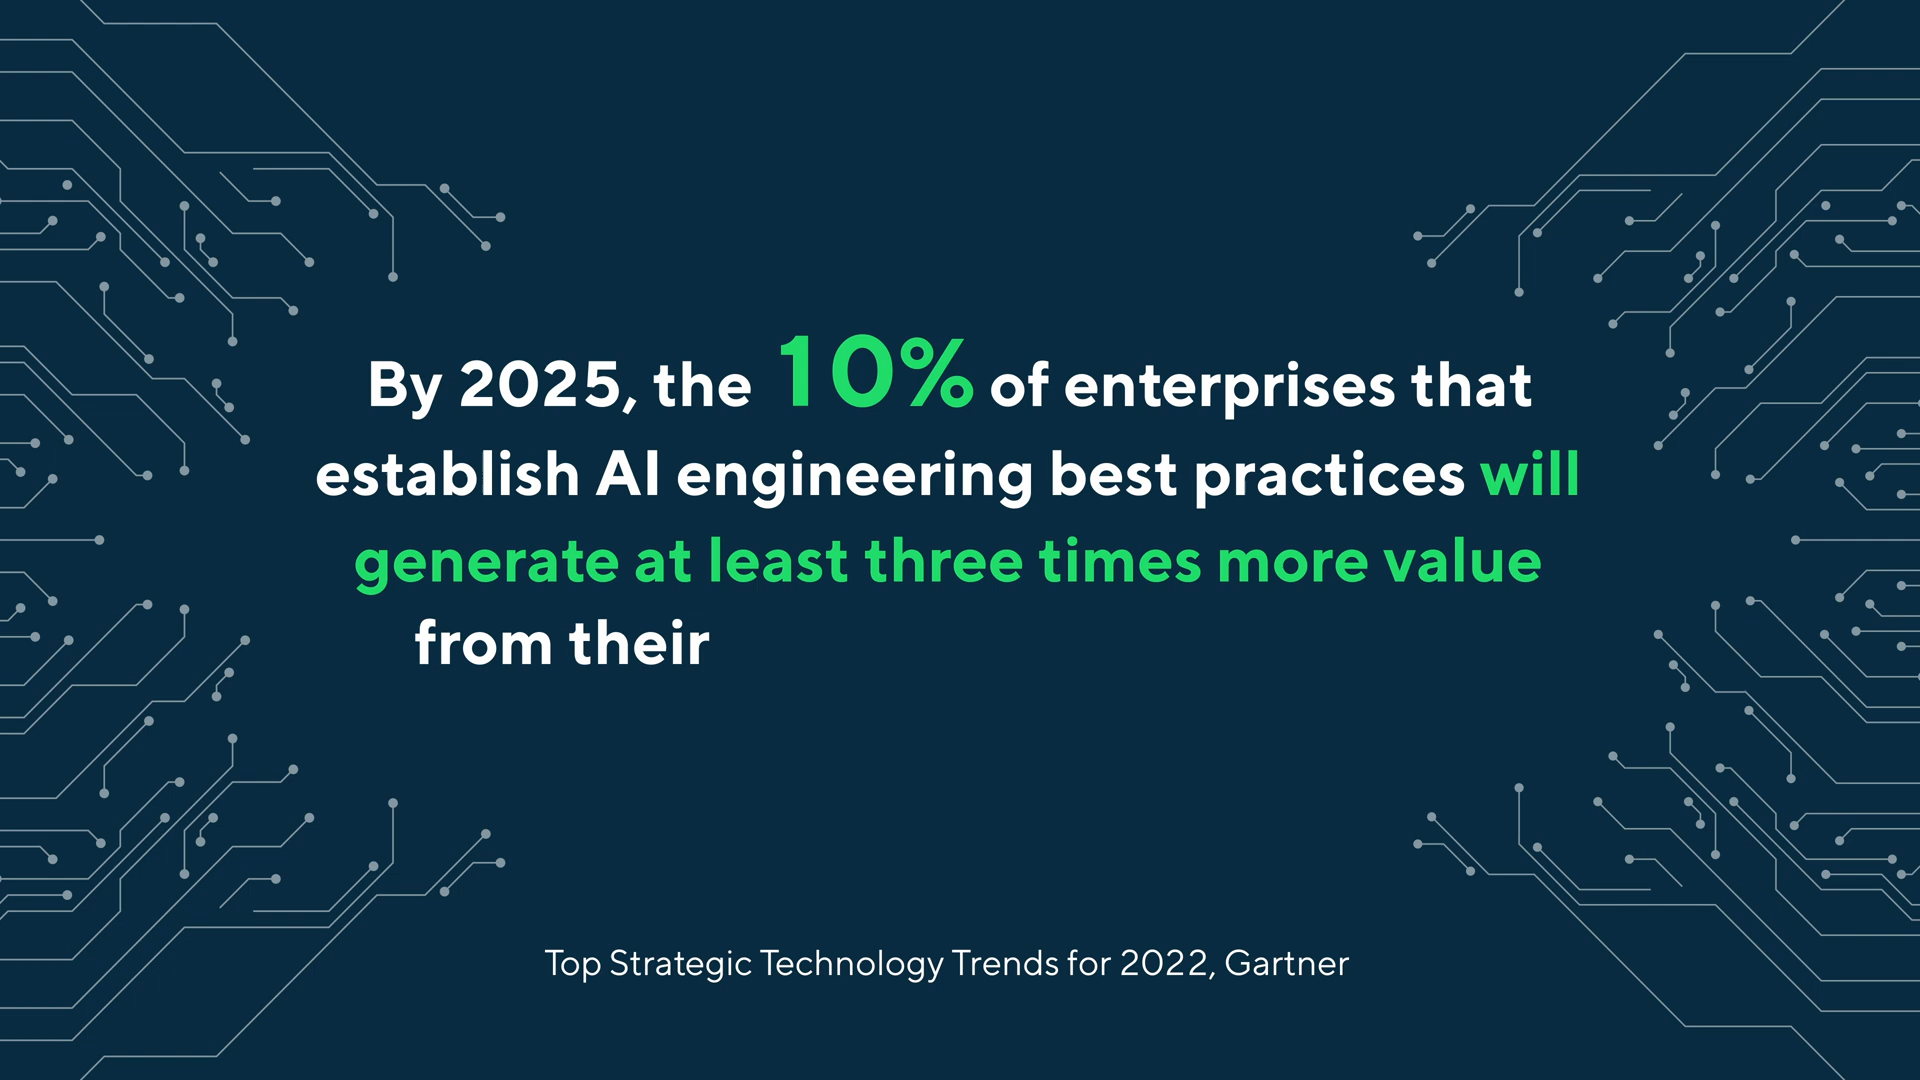 By 2025, the 10% of enterprises that
establish AI engineering best practices will
generate at least three times more value
from their
Top Strategic Technology Trends for 2022, Gartner